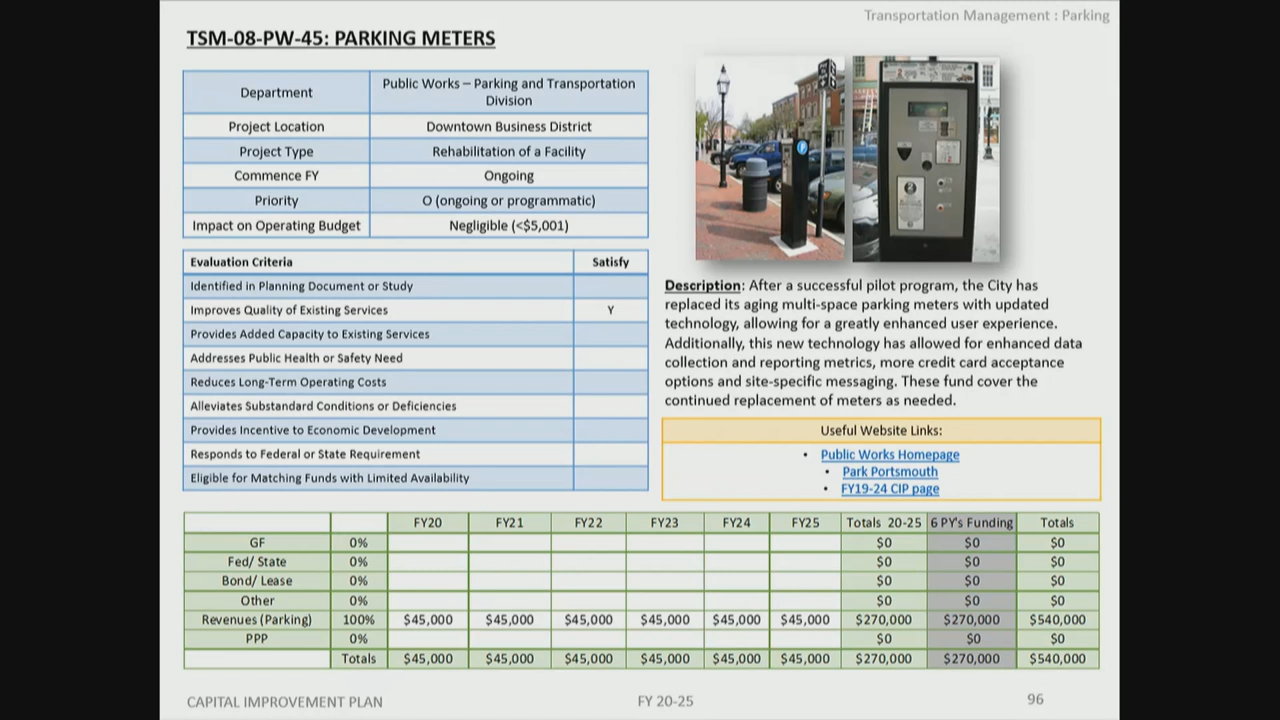 Transportation Management : Parking
TSM-08-PW-45: PARKING METERS
Department Public Works – Parking and Transportation Division
Project Location Downtown Business District
Project Type Rehabilitation of a Facility
Commence FY Ongoing
Priority O (ongoing or programmatic)
Impact on Operating Budget Negligible (<$5,001)
Evaluation Criteria Satisfy
Identified in Planning Document or Study
Improves Quality of Existing Services Y
Provides Added Capacity to Existing Services
Addresses Public Health or Safety Need
Reduces Long-Term Operating Costs
Alleviates Substandard Conditions or Deficiencies
Provides Incentive to Economic Development
Responds to Federal or State Requirement
Eligible for Matching Funds with Limited Availability
Description: After a successful pilot program, the City has
replaced its aging multi-space parking meters with updated
technology, allowing for a greatly enhanced user experience.
Additionally, this new technology has allowed for enhanced data
collection and reporting metrics, more credit card acceptance
options and site-specific messaging. These fund cover the
continued replacement of meters as needed.
Useful Website Links:
• Public Works Homepage
• Park Portsmouth
• FY19-24 CIP page
FY20 FY21 FY22 FY23 FY24 FY25 Totals 20-25 6 PY's Funding Totals
GF 0% $0 $0 $0
Fed/ State 0% $0 $0 $0
Bond/ Lease 0% $0 $0 $0
Other 0% $0 $0 $0
Revenues (Parking) 100% $45,000 $45,000 $45,000 $45,000 $45,000 $45,000 $270,000 $270,000 $540,000
PPP 0% $0 $0 $0
Totals $45,000 $45,000 $45,000 $45,000 $45,000 $45,000 $270,000 $270,000 $540,000
CAPITAL IMPROVEMENT PLAN FY 20-25 96